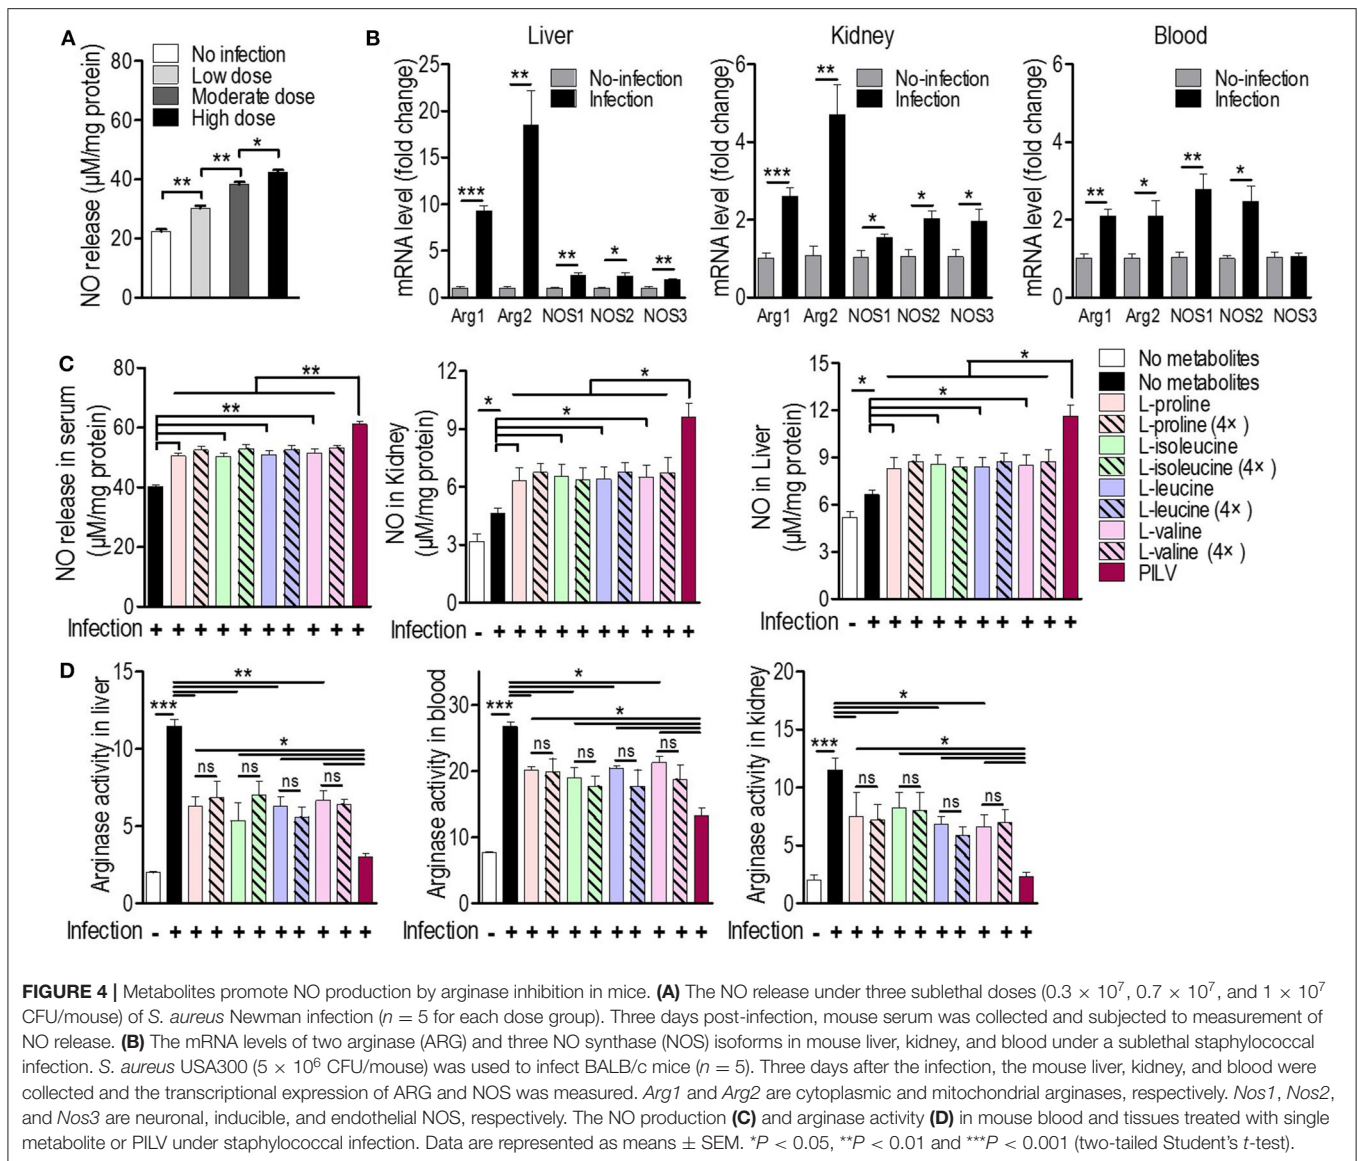 A
No infection
Low dose
Moderate dose
High dose
NO release (μM/mg protein)
80
60
40
20
0
**
**
*
B
Liver
No-infection
Infection
mRNA level (fold change)
25
20
15
10
5
0
***
**
**
*
**
Arg1 Arg2 NOS1 NOS2 NOS3
Kidney
No-infection
Infection
mRNA level (fold change)
6
4
2
0
***
**
*
*
*
Arg1 Arg2 NOS1 NOS2 NOS3
Blood
No-infection
Infection
mRNA level (fold change)
6
4
2
0
**
*
**
*
Arg1 Arg2 NOS1 NOS2 NOS3
C
NO release in serum
(μM/mg protein)
80
60
40
20
0
**
**
Infection + + + + + + + + + +
NO in Kidney
(μM/mg protein)
12
9
6
3
0
*
*
*
Infection - + + + + + + + + + +
NO in Liver
(μM/mg protein)
15
12
9
6
3
0
*
*
*
Infection - + + + + + + + + + +
No metabolites
No metabolites
L-proline
L-proline (4×)
L-isoleucine
L-isoleucine (4×)
L-leucine
L-leucine (4×)
L-valine
L-valine (4×)
PILV
D
Arginase activity in liver
15
10
5
0
***
**
*
ns ns ns ns
Infection - + + + + + + + + + +
Arginase activity in blood
30
20
10
0
***
*
*
ns ns ns ns
Infection - + + + + + + + + + +
Arginase activity in kidney
20
15
10
5
0
***
*
*
ns ns ns ns
Infection - + + + + + + + + + +
FIGURE 4 | Metabolites promote NO production by arginase inhibition in mice. (A) The NO release under three sublethal doses (0.3 × 10⁷, 0.7 × 10⁷, and 1 × 10⁷
CFU/mouse) of S. aureus Newman infection (n = 5 for each dose group). Three days post-infection, mouse serum was collected and subjected to measurement of
NO release. (B) The mRNA levels of two arginase (ARG) and three NO synthase (NOS) isoforms in mouse liver, kidney, and blood under a sublethal staphylococcal
infection. S. aureus USA300 (5 × 10⁶ CFU/mouse) was used to infect BALB/c mice (n = 5). Three days after the infection, the mouse liver, kidney, and blood were
collected and the transcriptional expression of ARG and NOS was measured. Arg1 and Arg2 are cytoplasmic and mitochondrial arginases, respectively. Nos1, Nos2,
and Nos3 are neuronal, inducible, and endothelial NOS, respectively. The NO production (C) and arginase activity (D) in mouse blood and tissues treated with single
metabolite or PILV under staphylococcal infection. Data are represented as means ± SEM. *P < 0.05, **P < 0.01 and ***P < 0.001 (two-tailed Student's t-test).